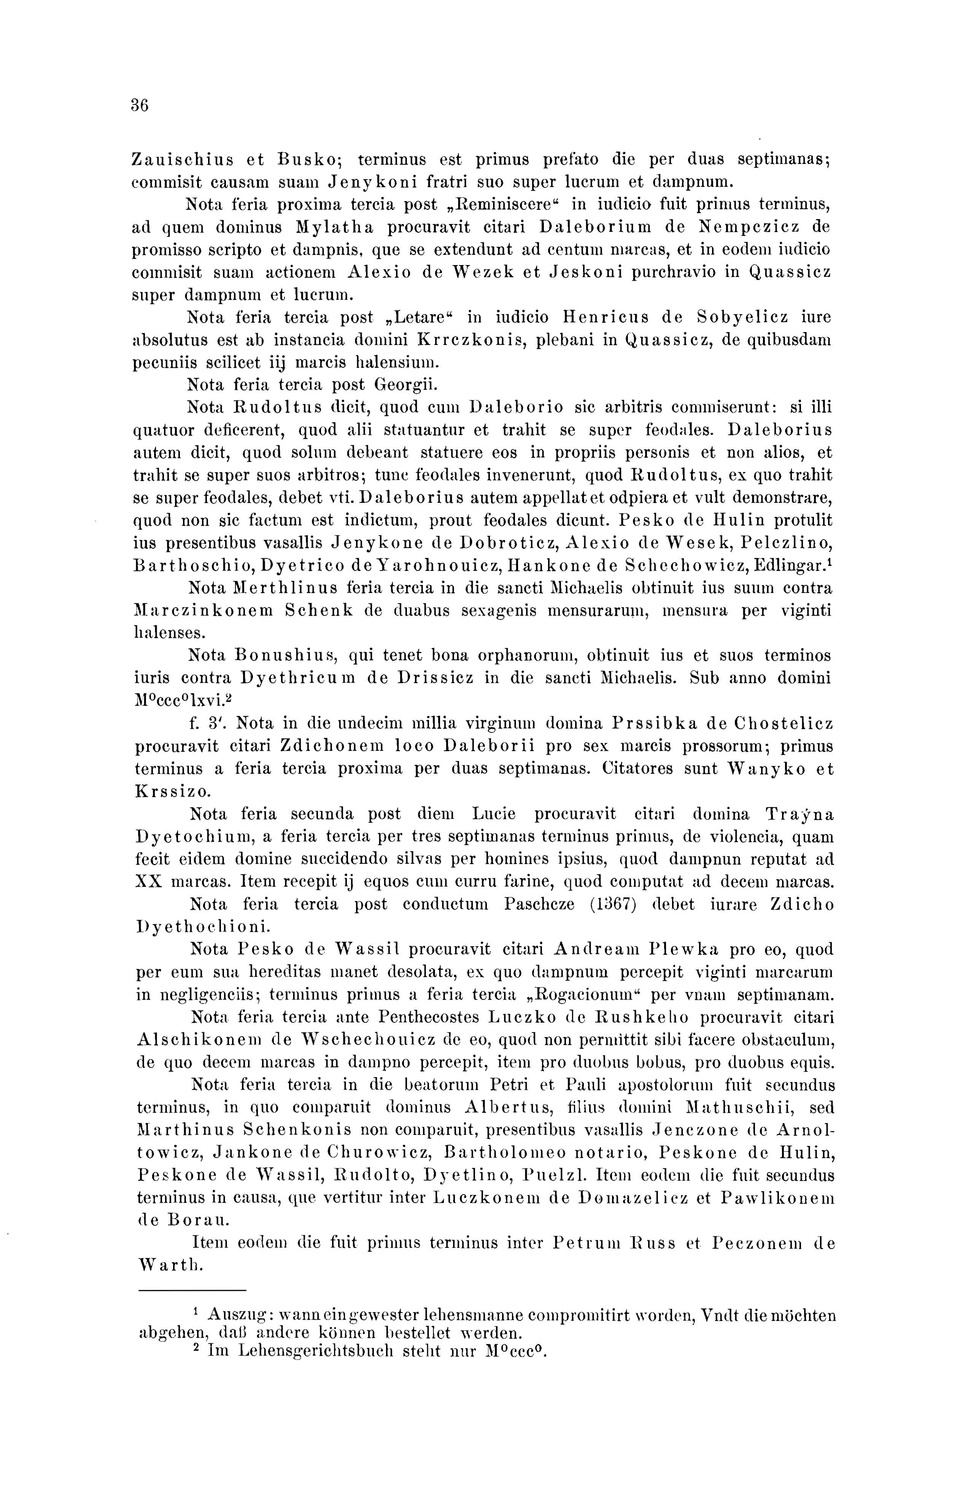 36
Zauischius et Busko; terminus est primus prefato die per duas septimanas;
commisit causam suam Jenykoni fratri suo super lucrum et dampnum.
Nota feria proxima tercia post „Reminiscere“ in iudicio fuit primus terminus,
ad quem dominus Mylatha procuravit citari Daleborium de Nempczicz de
promisso scripto et dampnis, que se extendunt ad centum marcas, et in eodem iudicio
commisit suam actionem Alexio de Wezek et Jeskoni purchravio in Quassicz
super dampnum et lucrum.
Nota feria tercia post „Letare“ in iudicio Henricus de Sobyelicz iure
absolutus est ab instancia domini Krrczkonis, plebani in Quassicz, de quibusdam
pecuniis scilicet iij marcis halensium.
Nota feria tercia post Georgii.
Nota Rudoltus dicit, quod cum Daleborio sic arbitris commiserunt: si illi
quatuor deficerent, quod alii statuantur et trahit se super feodales. Daleborius
autem dicit, quod solum debeant statuere eos in propriis personis et non alios, et
trahit se super suos arbitros; tunc feodales invenerunt, quod Rudoltus, ex quo trahit
se super feodales, debet vti. Daleborius autem appellat et odpiera et vult demonstrare,
quod non sic factum est indictum, prout feodales dicunt. Pesko de Hulin protulit
ius presentibus vasallis Jenykone de Dobroticz, Alexio de Wesek, Pelczlino,
Barthoschio, Dyetrico de Yarohnouicz, Hankone de Schechowicz, Edlingar.¹
Nota Merthlinus feria tercia in die sancti Michaelis obtinuit ius suum contra
Marczinkonem Schenk de duabus sexagenis mensurarum, mensura per viginti
halenses.
Nota Bonushius, qui tenet bona orphanorum, obtinuit ius et suos terminos
iuris contra Dyethricum de Drissicz in die sancti Michaelis. Sub anno domini
M⁰ccc⁰lxvi.²
f. 3′. Nota in die undecim millia virginum domina Prssibka de Chostelicz
procuravit citari Zdichonem loco Daleborii pro sex marcis prossorum; primus
terminus a feria tercia proxima per duas septimanas. Citatores sunt Wanyko et
Krssizo.
Nota feria secunda post diem Lucie procuravit citari domina Traýna
Dyetochium, a feria tercia per tres septimanas terminus primus, de violencia, quam
fecit eidem domine succidendo silvas per homines ipsius, quod dampnun reputat ad
XX marcas. Item recepit ij equos cum curru farine, quod computat ad decem marcas.
Nota feria tercia post conductum Paschcze (1367) debet iurare Zdicho
Dyethochioni.
Nota Pesko de Wassil procuravit citari Andream Plewka pro eo, quod
per eum sua hereditas manet desolata, ex quo dampnum percepit viginti marcarum
in negligenciis; terminus primus a feria tercia „Rogacionum“ per vnam septimanam.
Nota feria tercia ante Penthecostes Luczko de Rushkeho procuravit citari
Alschikonem de Wschechouicz de eo, quod non permittit sibi facere obstaculum,
de quo decem marcas in dampno percepit, item pro duobus bobus, pro duobus equis.
Nota feria tercia in die beatorum Petri et Pauli apostolorum fuit secundus
terminus, in quo comparuit dominus Albertus, filius domini Mathuschii, sed
Marthinus Schenkonis non comparuit, presentibus vasallis Jenczone de Arnol-
towicz, Jankone de Churowicz, Bartholomeo notario, Peskone de Hulin,
Peskone de Wassil, Rudolto, Dyetlino, Puelzl. Item eodem die fuit secundus
terminus in causa, que vertitur inter Luczkonem de Domazelicz et Pawlikonem
de Borau.
Item eodem die fuit primus terminus inter Petrum Russ et Peczonem de
Warth.
¹ Auszug: wann ein gewester lehensmanne compromitirt worden, Vndt die möchten
abgehen, daß andere können bestellet werden.
² Im Lehensgerichtsbuch steht nur M⁰ccc⁰.